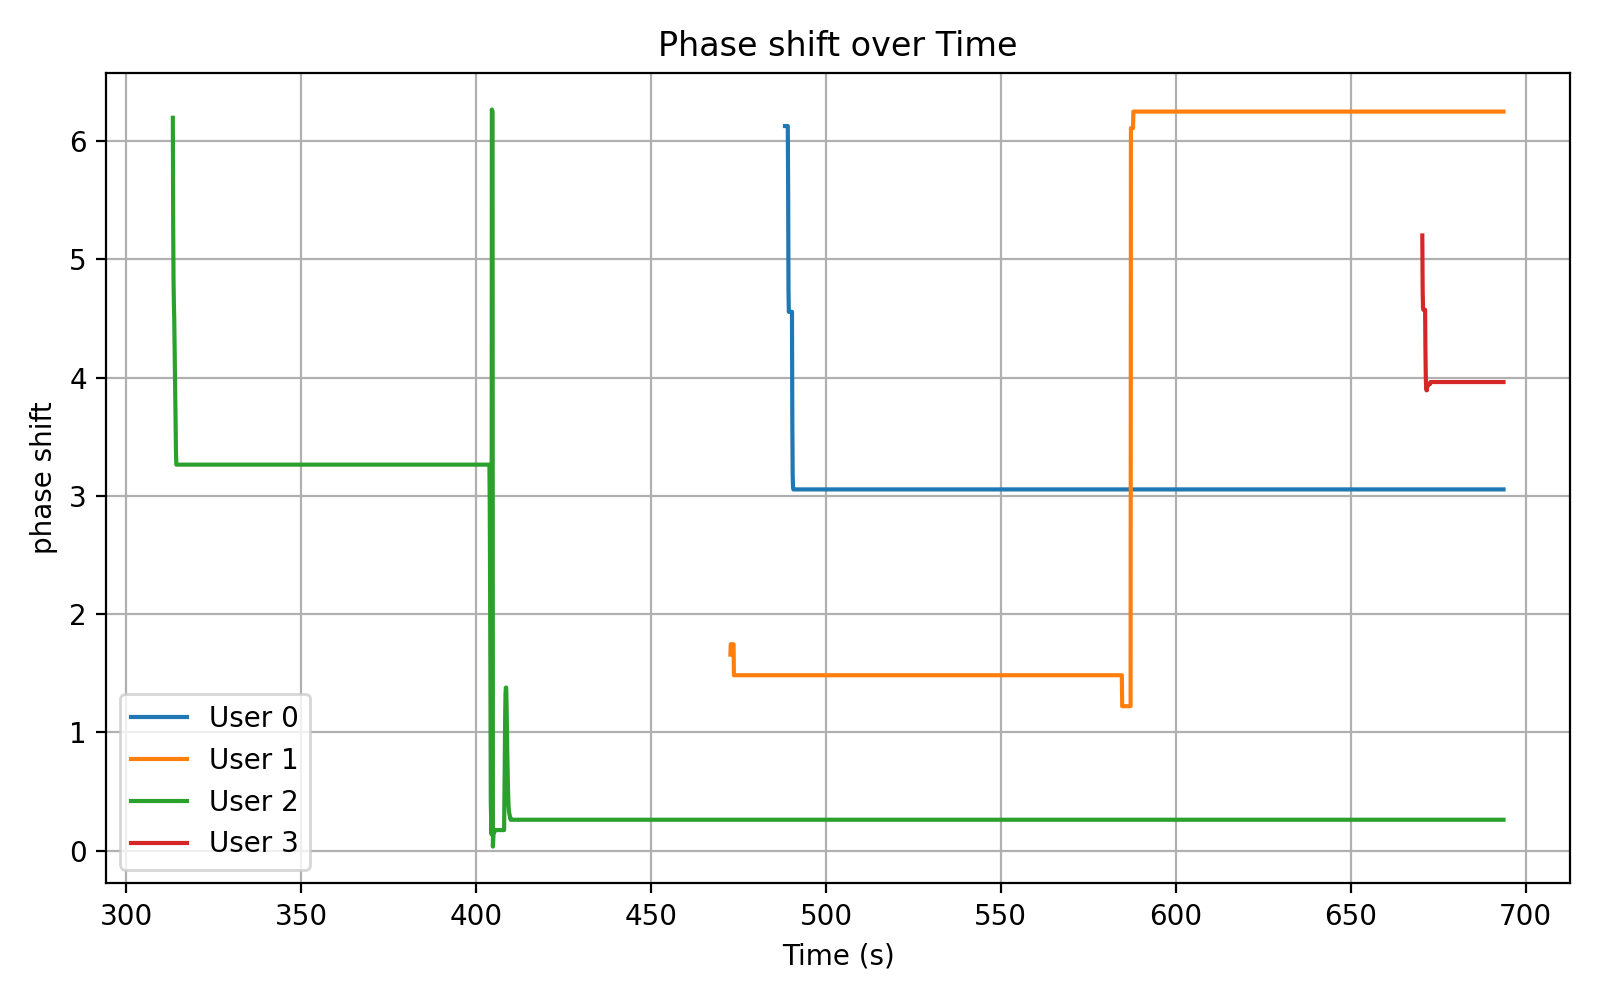 Phase shift over Time
phase shift
6
5
4
3
2
1
0
User 0
User 1
User 2
User 3
300 350 400 450 500 550 600 650 700
Time (s)